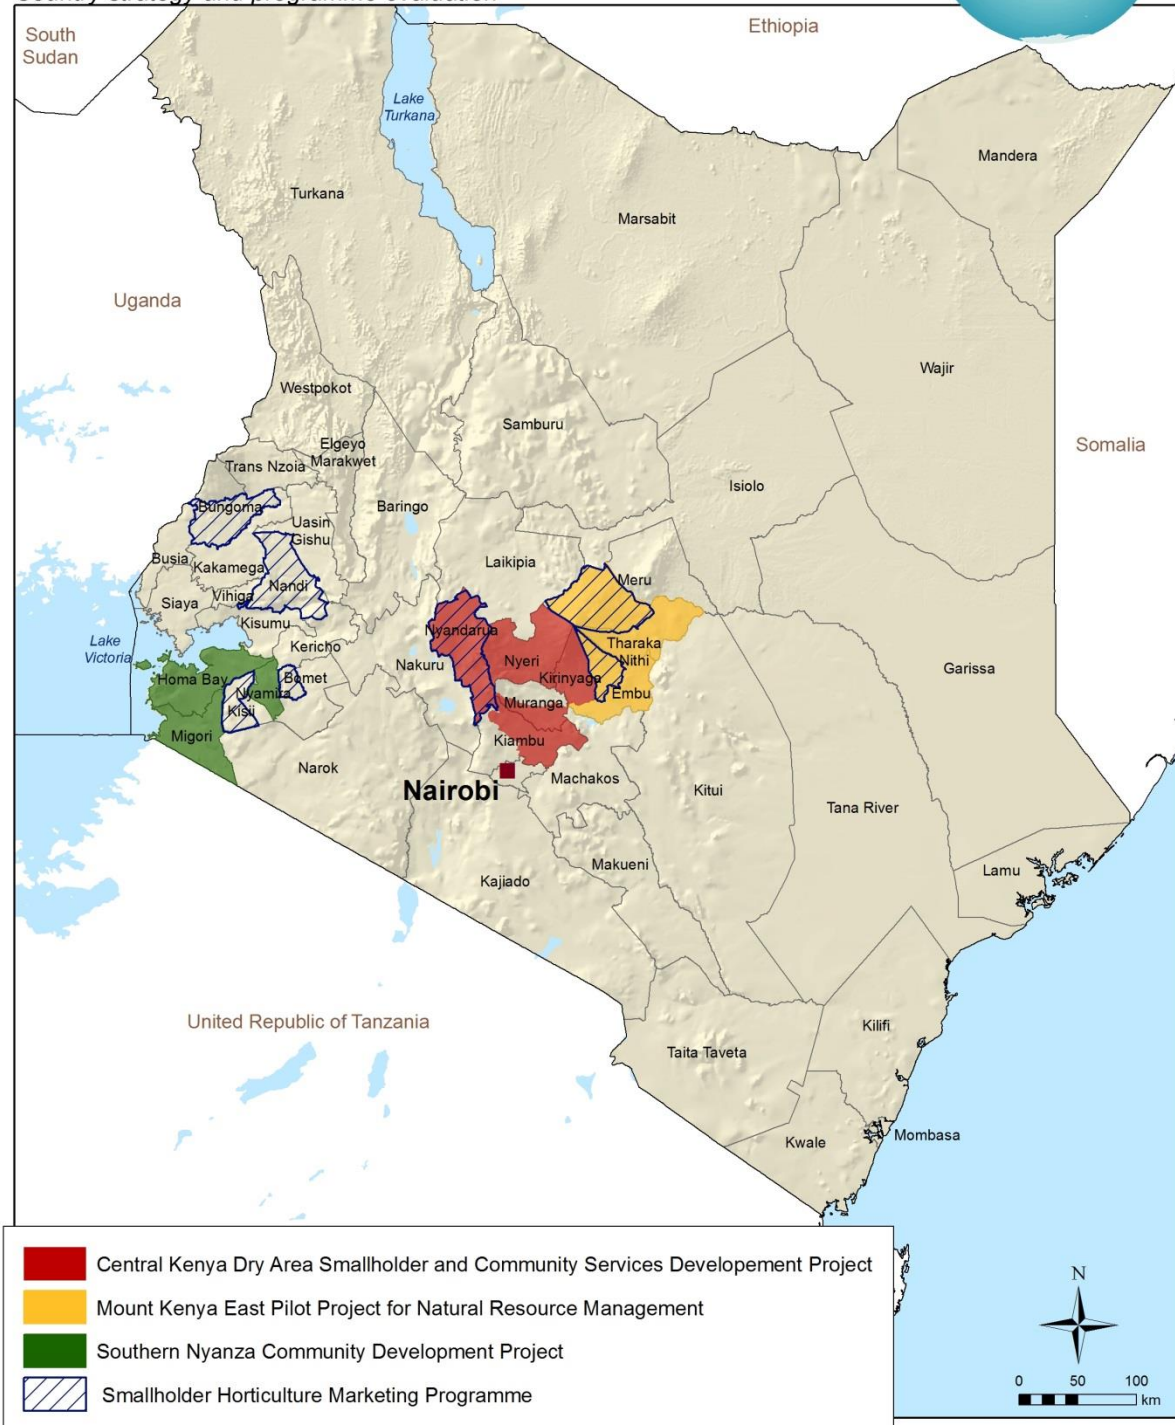 Country strategy and programme evaluation
South
Sudan
Ethiopia
Lake
Turkana
Mandera
Turkana
Marsabit
Uganda
Wajir
Westpokot
Samburu
Elgeyo
Marakwet
Somalia
Trans Nzoia
Isiolo
Bungoma
Baringo
Uasin
Gishu
Busia
Kakamega
Laikipia
Meru
Nandi
Vihiga
Siaya
Kisumu
Nyandarua
Tharaka
Nithi
Lake
Victoria
Kericho
Nakuru
Nyeri
Garissa
Homa Bay
Bomet
Kirinyaga
Nyamira
Embu
Muranga
Kisii
Migori
Kiambu
Narok
Machakos
Nairobi
Kitui
Tana River
Makueni
Lamu
Kajiado
United Republic of Tanzania
Kilifi
Taita Taveta
Mombasa
Kwale
Central Kenya Dry Area Smallholder and Community Services Developement Project
Mount Kenya East Pilot Project for Natural Resource Management
Southern Nyanza Community Development Project
Smallholder Horticulture Marketing Programme
N
0 50 100
km